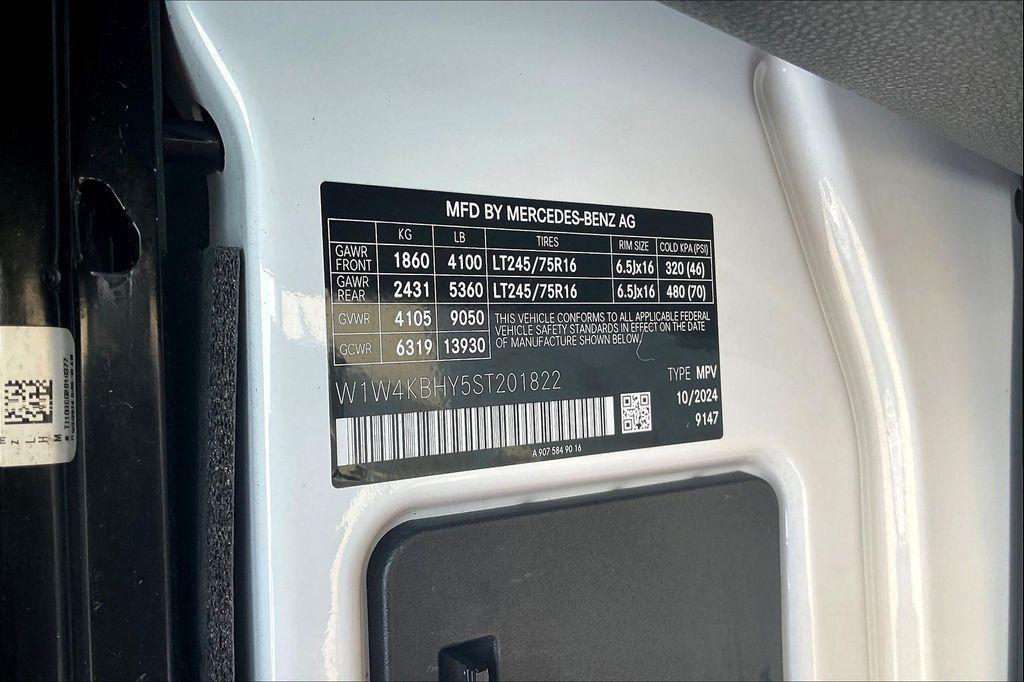 MFD BY MERCEDES-BENZ AG
KG LB TIRES RIM SIZE COLD KPA (PSI)
GAWR FRONT 1860 4100 LT245/75R16 6.5Jx16 320 (46)
GAWR REAR 2431 5360 LT245/75R16 6.5Jx16 480 (70)
GVWR 4105 9050
GCWR 6319 13930
THIS VEHICLE CONFORMS TO ALL APPLICABLE FEDERAL
VEHICLE SAFETY STANDARDS IN EFFECT ON THE DATE
OF MANUFACTURE SHOWN BELOW.
W1W4KBHY5ST201822
TYPE MPV
10/2024
9147
A 907 584 90 16